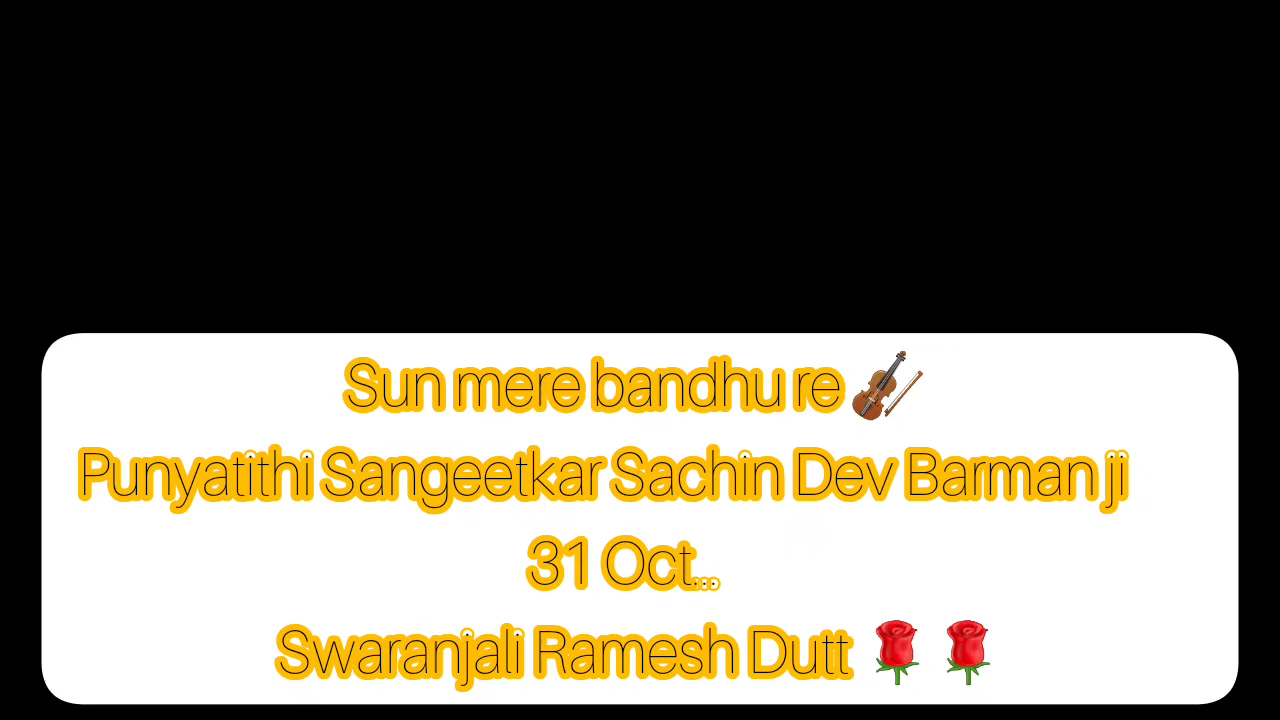 Sun mere bandhu re 🎻
Punyatithi Sangeetkar Sachin Dev Barman ji
31 Oct...
Swaranjali Ramesh Dutt 🌹 🌹